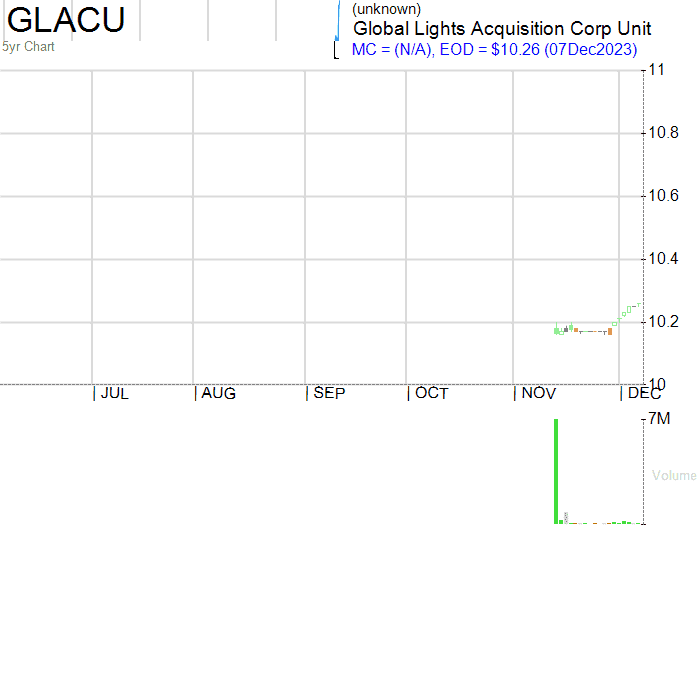 GLACU
(unknown)
Global Lights Acquisition Corp Unit
5yr Chart
MC = (N/A), EOD = $10.26 (07Dec2023)
11
10.8
10.6
10.4
10.2
10
| JUL | AUG | SEP | OCT | NOV | DEC
7M
Volume